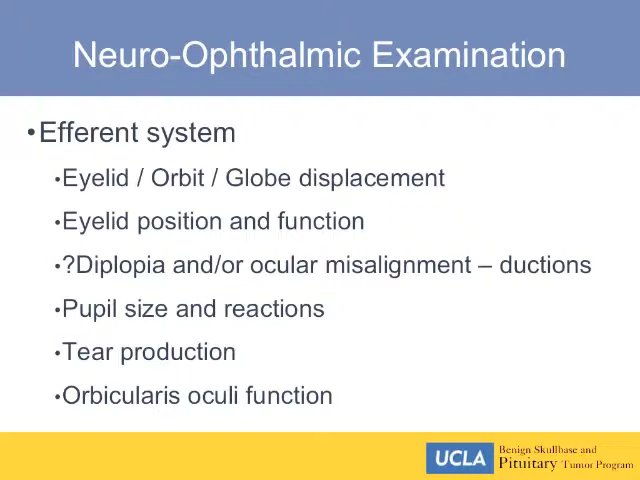 Neuro-Ophthalmic Examination
•Efferent system
•Eyelid / Orbit / Globe displacement
•Eyelid position and function
•?Diplopia and/or ocular misalignment – ductions
•Pupil size and reactions
•Tear production
•Orbicularis oculi function
UCLA
Benign Skullbase and
Pituitary Tumor Program